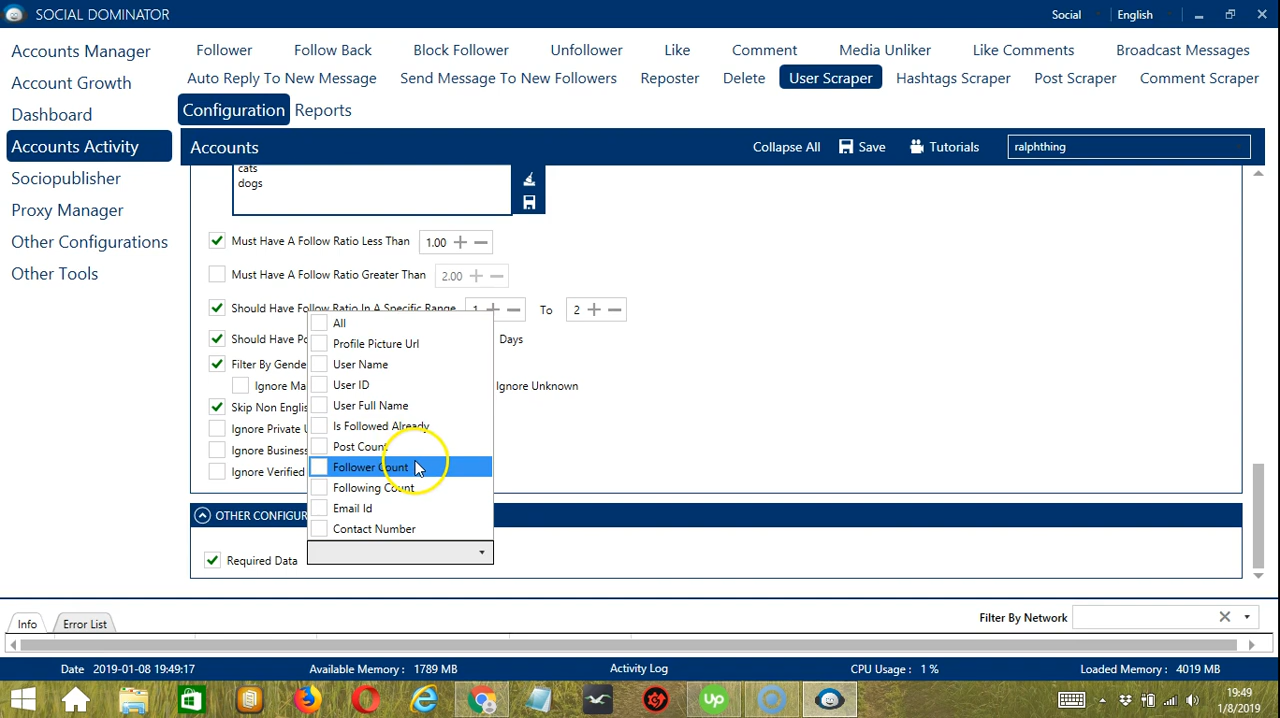 SOCIAL DOMINATOR Social English
Accounts Manager
Account Growth
Dashboard
Accounts Activity
Sociopublisher
Proxy Manager
Other Configurations
Other Tools
Follower Follow Back Block Follower Unfollower Like Comment Media Unliker Like Comments Broadcast Messages
Auto Reply To New Message Send Message To New Followers Reposter Delete User Scraper Hashtags Scraper Post Scraper Comment Scraper
Configuration Reports
Accounts Collapse All Save Tutorials ralphthing
cats
dogs
Must Have A Follow Ratio Less Than 1.00
Must Have A Follow Ratio Greater Than 2.00
Should Have Follow Ratio In A Specific Range 1 To 2
Should Have Po Days
Filter By Gende
Ignore Ma Ignore Unknown
Skip Non Englis
Ignore Private U
Ignore Business
Ignore Verified
All
Profile Picture Url
User Name
User ID
User Full Name
Is Followed Already
Post Count
Follower Count
Following Count
Email Id
Contact Number
OTHER CONFIGUR
Required Data
Info Error List Filter By Network
Date 2019-01-08 19:49:17 Available Memory : 1789 MB Activity Log CPU Usage : 1 % Loaded Memory : 4019 MB
up
19:49
1/8/2019